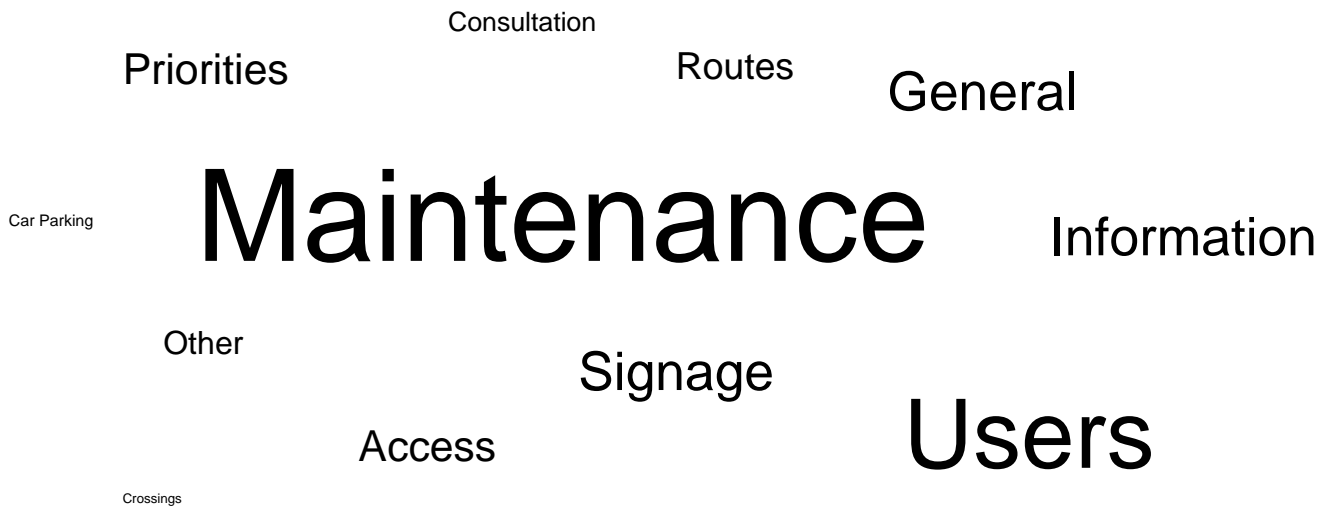 Consultation
Priorities
Routes
General
Maintenance
Car Parking
Information
Other
Signage
Users
Access
Crossings